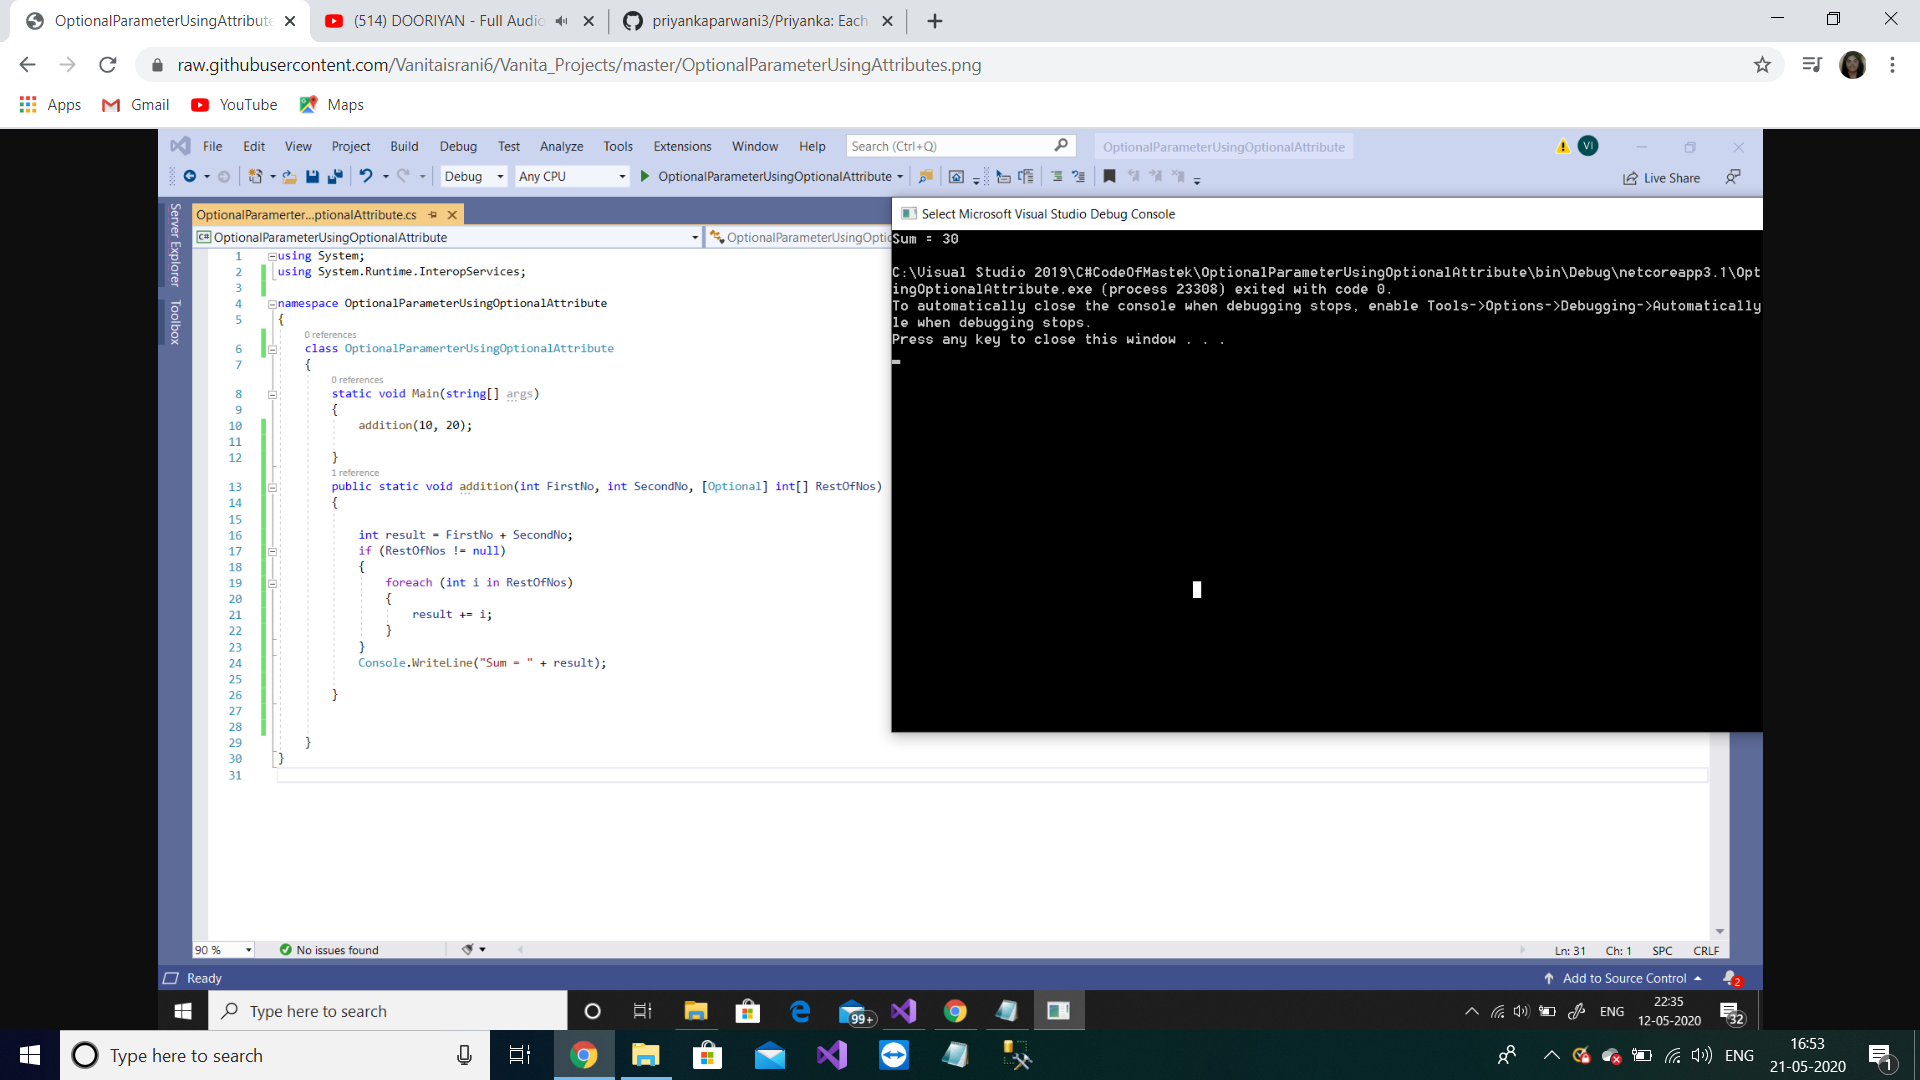 OptionalParameterUsingAttribute
(514) DOORIYAN - Full Audio
priyankaparwani3/Priyanka: Each
raw.githubusercontent.com/Vanitaisrani6/Vanita_Projects/master/OptionalParameterUsingAttributes.png
Apps Gmail YouTube Maps
File Edit View Project Build Debug Test Analyze Tools Extensions Window Help Search (Ctrl+Q) OptionalParameterUsingOptionalAttribute VI
Debug Any CPU OptionalParameterUsingOptionalAttribute Live Share
Server Explorer
Toolbox
OptionalParamerter...ptionalAttribute.cs
C# OptionalParameterUsingOptionalAttribute OptionalParameterUsingOptio
1 using System;
2 using System.Runtime.InteropServices;
3
4 namespace OptionalParameterUsingOptionalAttribute
5 {
0 references
6 class OptionalParamerterUsingOptionalAttribute
7 {
0 references
8 static void Main(string[] args)
9 {
10 addition(10, 20);
11
12 }
1 reference
13 public static void addition(int FirstNo, int SecondNo, [Optional] int[] RestOfNos)
14 {
15
16 int result = FirstNo + SecondNo;
17 if (RestOfNos != null)
18 {
19 foreach (int i in RestOfNos)
20 {
21 result += i;
22 }
23 }
24 Console.WriteLine("Sum = " + result);
25
26 }
27
28
29 }
30 }
31
Select Microsoft Visual Studio Debug Console
Sum = 30
C:\Visual Studio 2019\C#CodeOfMastek\OptionalParameterUsingOptionalAttribute\bin\Debug\netcoreapp3.1\Opt
ingOptionalAttribute.exe (process 23308) exited with code 0.
To automatically close the console when debugging stops, enable Tools->Options->Debugging->Automatically
le when debugging stops.
Press any key to close this window . . .
90 % No issues found Ln: 31 Ch: 1 SPC CRLF
Ready Add to Source Control 2
Type here to search 99+ ENG 22:35
12-05-2020 32
Type here to search ENG 16:53
21-05-2020 1